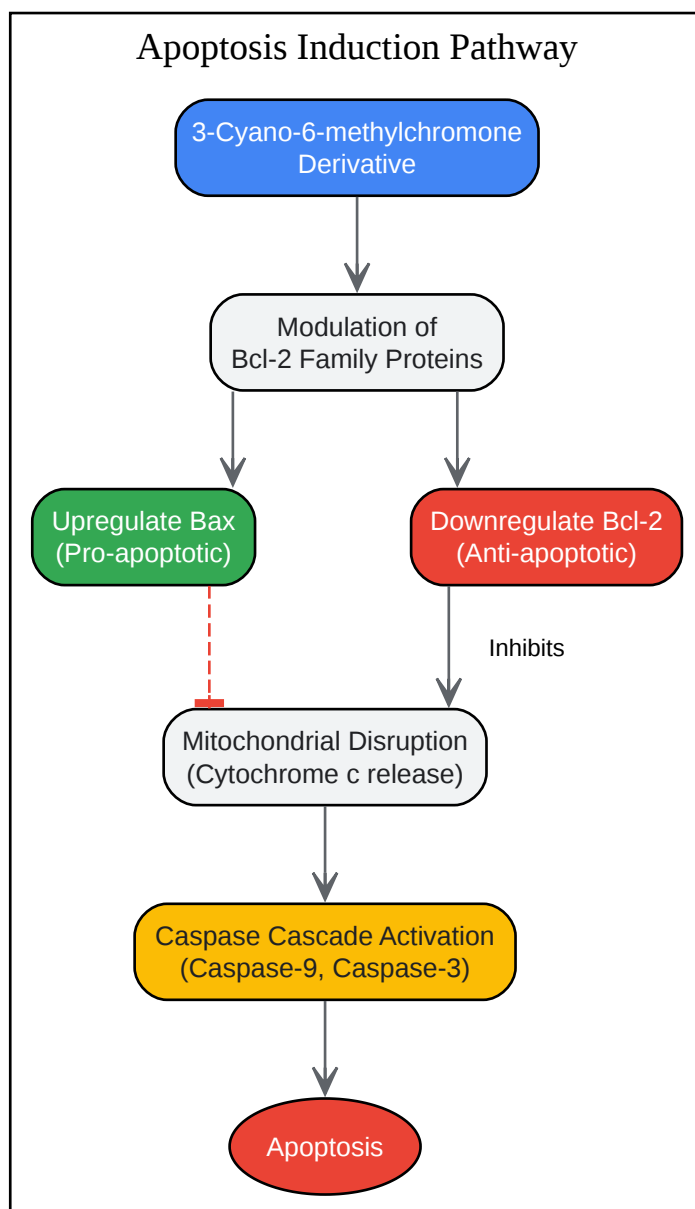 Apoptosis Induction Pathway
3-Cyano-6-methylchromone
Derivative
Modulation of
Bcl-2 Family Proteins
Upregulate Bax
(Pro-apoptotic)
Downregulate Bcl-2
(Anti-apoptotic)
Inhibits
Mitochondrial Disruption
(Cytochrome c release)
Caspase Cascade Activation
(Caspase-9, Caspase-3)
Apoptosis